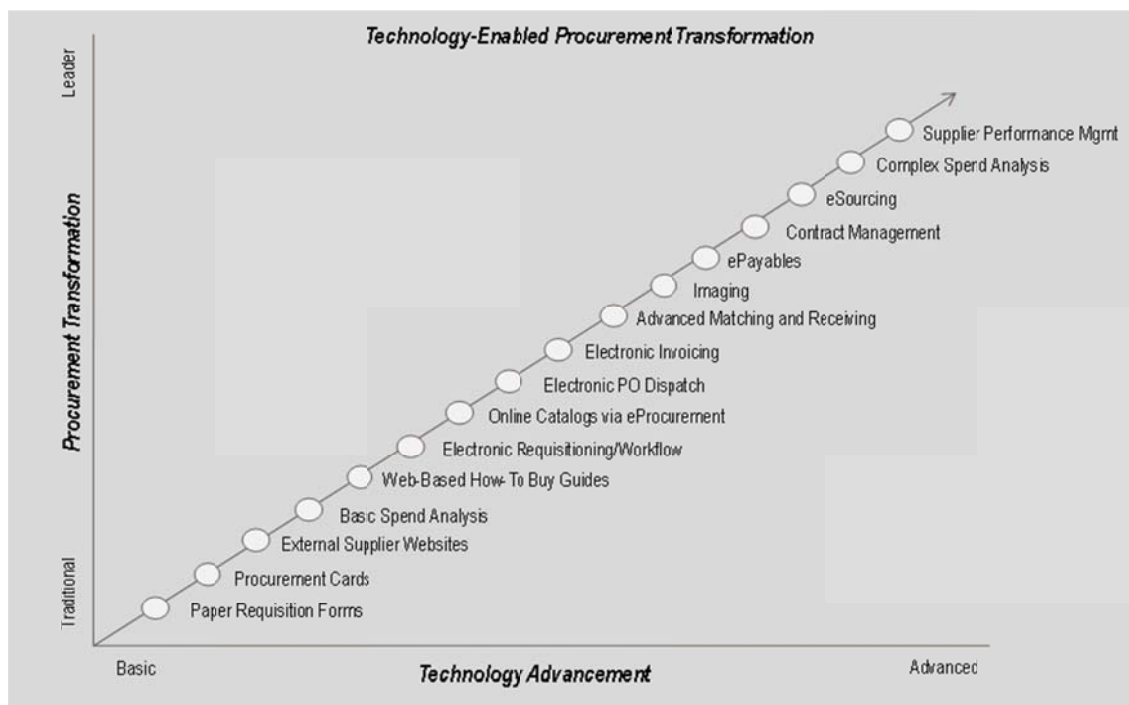 Technology-Enabled Procurement Transformation
Leader
Procurement Transformation
Traditional
Supplier Performance Mgmt
Complex Spend Analysis
eSourcing
Contract Management
ePayables
Imaging
Advanced Matching and Receiving
Electronic Invoicing
Electronic PO Dispatch
Online Catalogs via eProcurement
Electronic Requisitioning/Workflow
Web-Based How-To Buy Guides
Basic Spend Analysis
External Supplier Websites
Procurement Cards
Paper Requisition Forms
Basic
Technology Advancement
Advanced